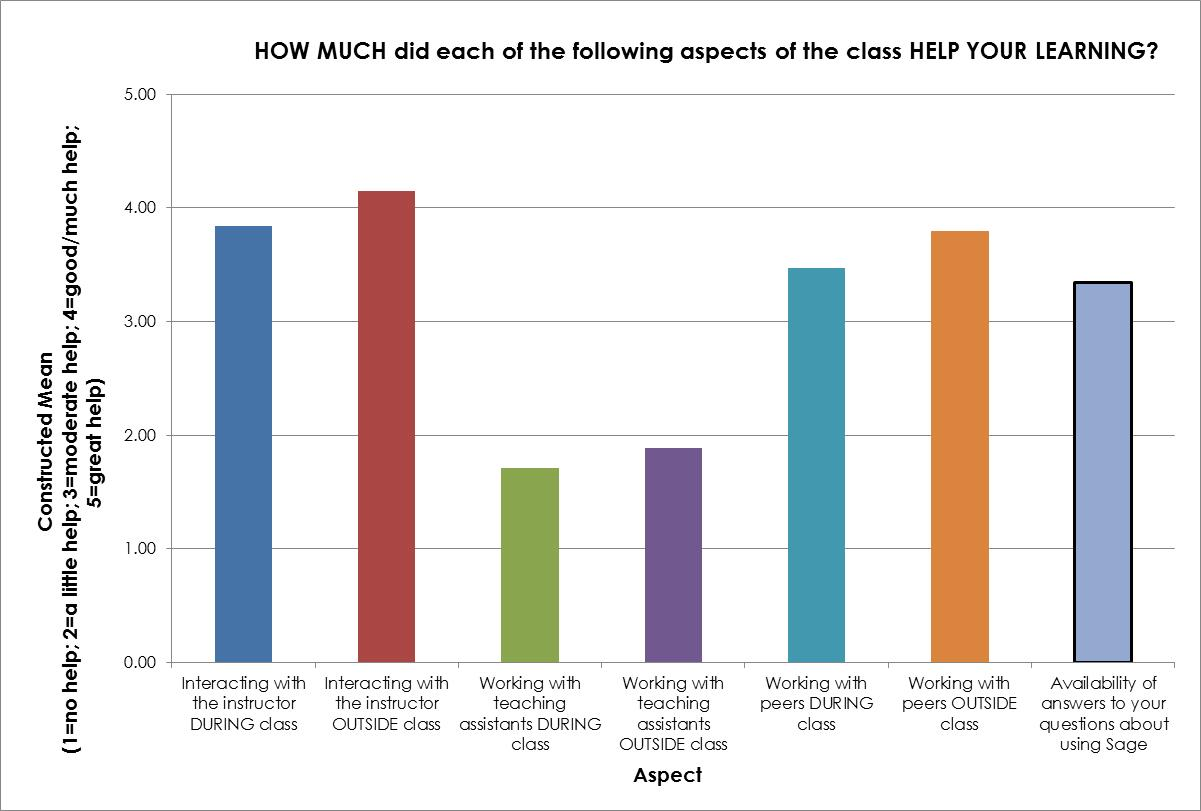 HOW MUCH did each of the following aspects of the class HELP YOUR LEARNING?
Constructed Mean
(1=no help; 2=a little help; 3=moderate help; 4=good/much help;
5=great help)
5.00
4.00
3.00
2.00
1.00
0.00
Interacting with
the instructor
DURING class
Interacting with
the instructor
OUTSIDE class
Working with
teaching
assistants DURING
class
Working with
teaching
assistants
OUTSIDE class
Working with
peers DURING
class
Working with
peers OUTSIDE
class
Availability of
answers to your
questions about
using Sage
Aspect